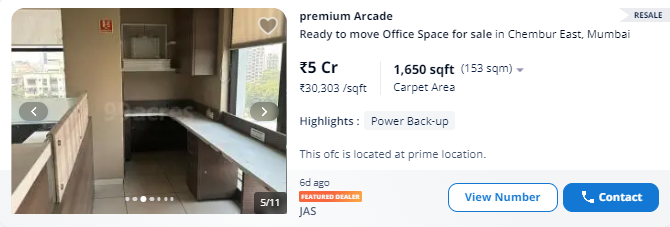 premium Arcade
RESALE
Ready to move Office Space for sale in Chembur East, Mumbai
₹5 Cr
₹30,303 /sqft
1,650 sqft (153 sqm)
Carpet Area
Highlights : Power Back-up
This ofc is located at prime location.
99acres
5/11
6d ago
FEATURED DEALER
JAS
View Number
Contact